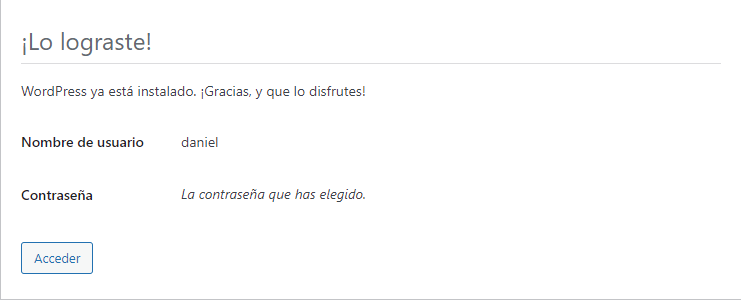 ¡Lo lograste!
WordPress ya está instalado. ¡Gracias, y que lo disfrutes!
Nombre de usuario daniel
Contraseña La contraseña que has elegido.
Acceder